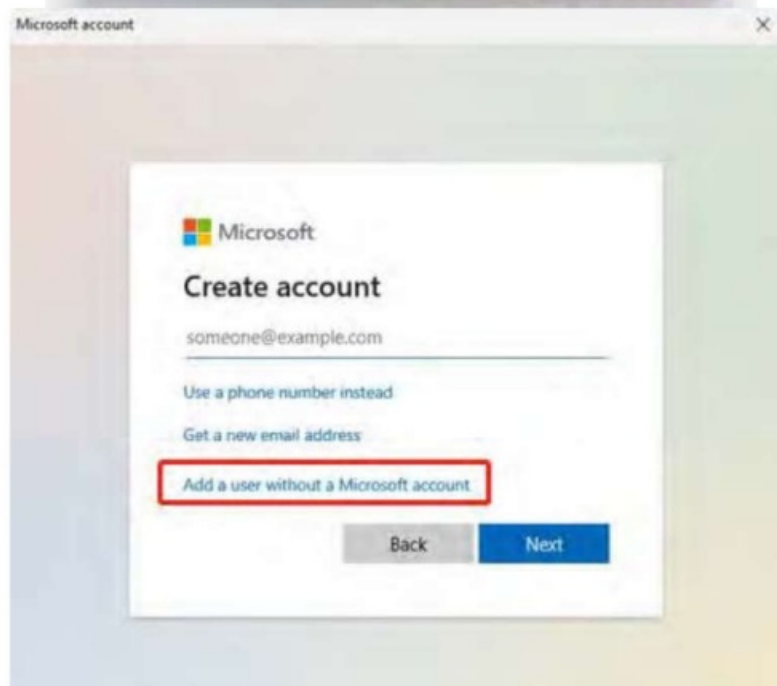 Microsoft account
Microsoft
Create account
someone@example.com
Use a phone number instead
Get a new email address
Add a user without a Microsoft account
Back
Next